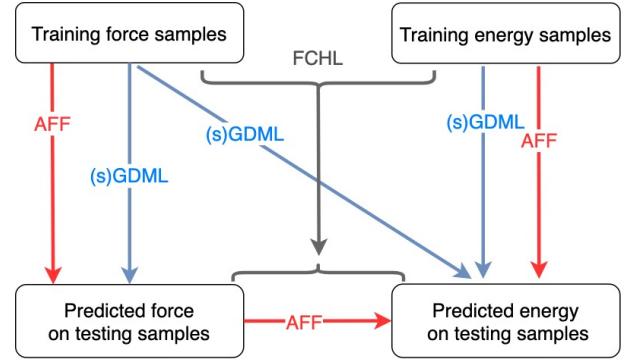 Training force samples
Training energy samples
FCHL
AFF
(s)GDML
(s)GDML
(s)GDML
AFF
Predicted force
on testing samples
AFF
Predicted energy
on testing samples